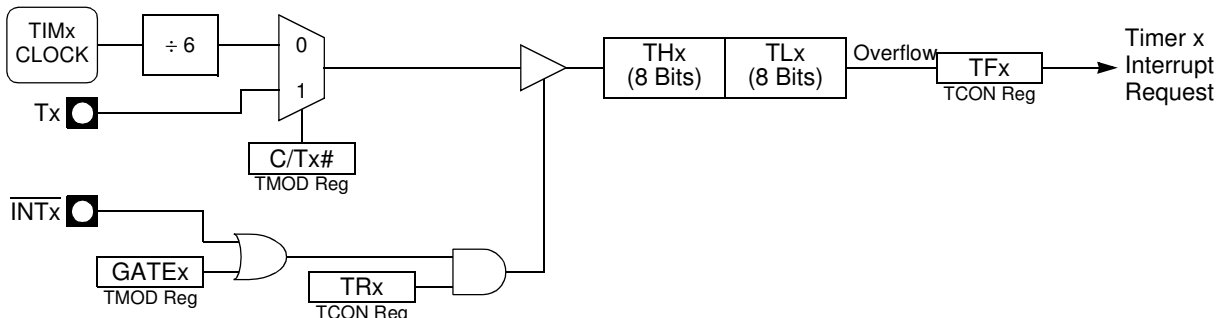 TIMx
CLOCK
÷ 6
0
1
Tx
C/Tx#
TMOD Reg
THx
(8 Bits)
TLx
(8 Bits)
Overflow
TFx
TCON Reg
Timer x
Interrupt
Request
INTx
GATEx
TMOD Reg
TRx
TCON Reg